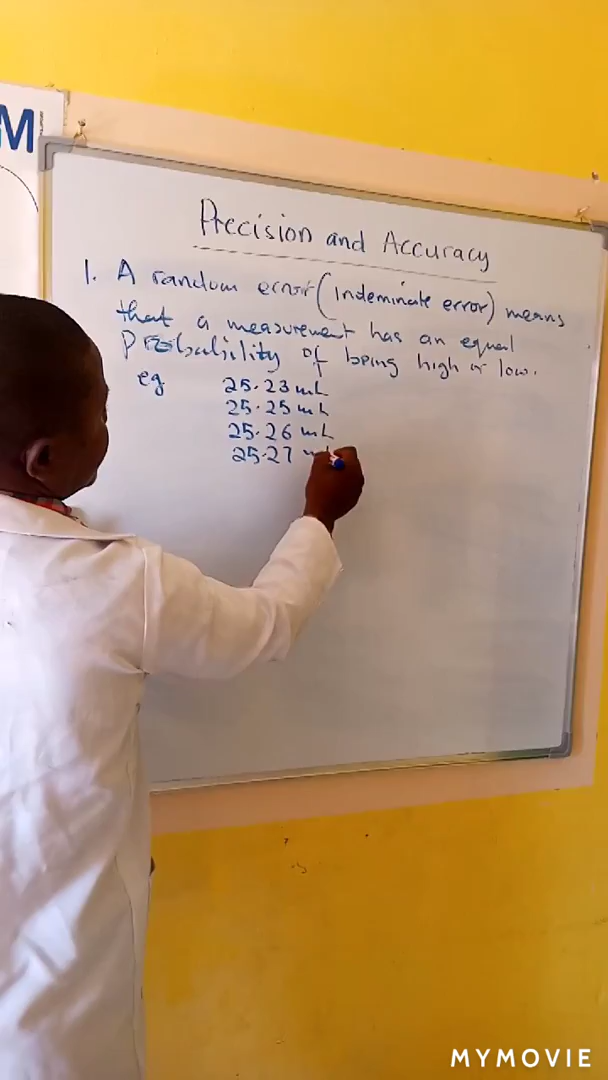 M
Precision and Accuracy
1. A random error (indeminate error) means
that a measurement has an equal
Probability of being high or low.
eg 25.23 mL
25.25 mL
25.26 mL
25.27 mL
MYMOVIE